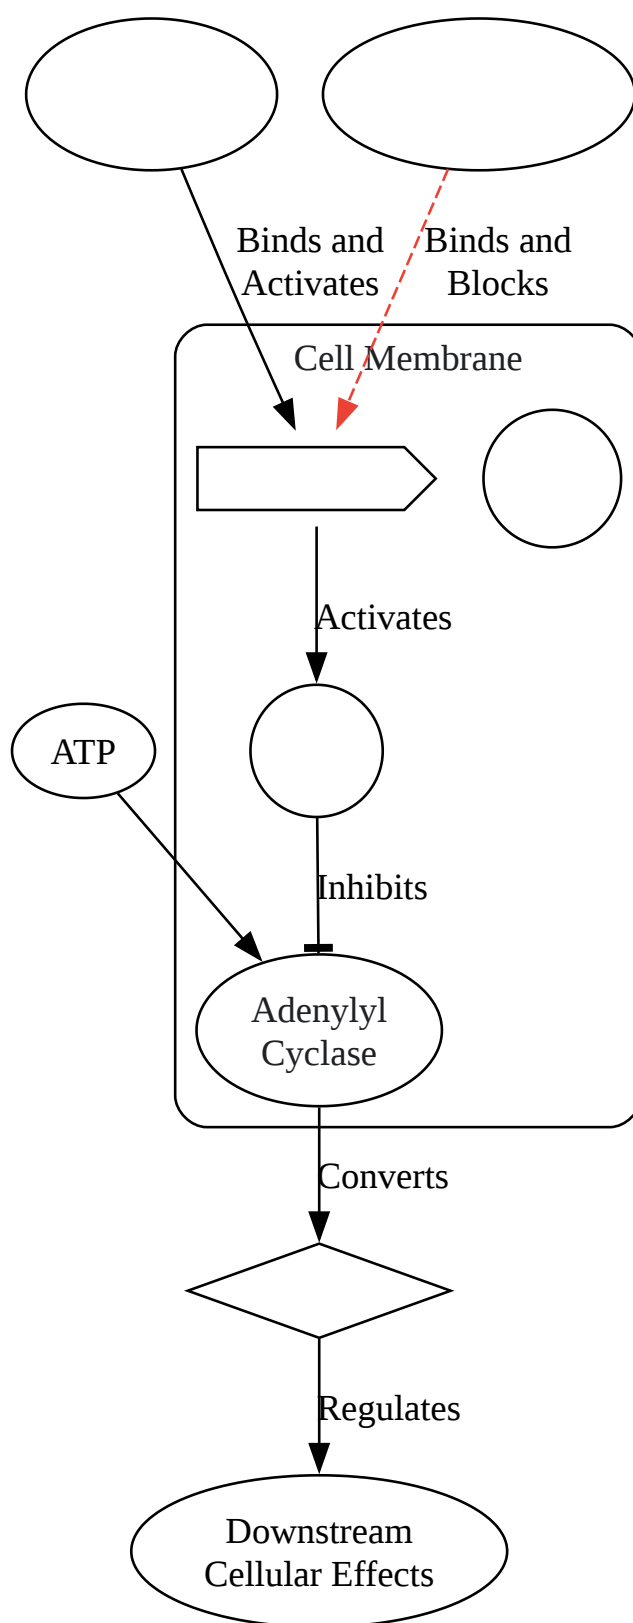 Binds and
Activates
Binds and
Blocks
Cell Membrane
Activates
ATP
Inhibits
Adenylyl
Cyclase
Converts
Regulates
Downstream
Cellular Effects